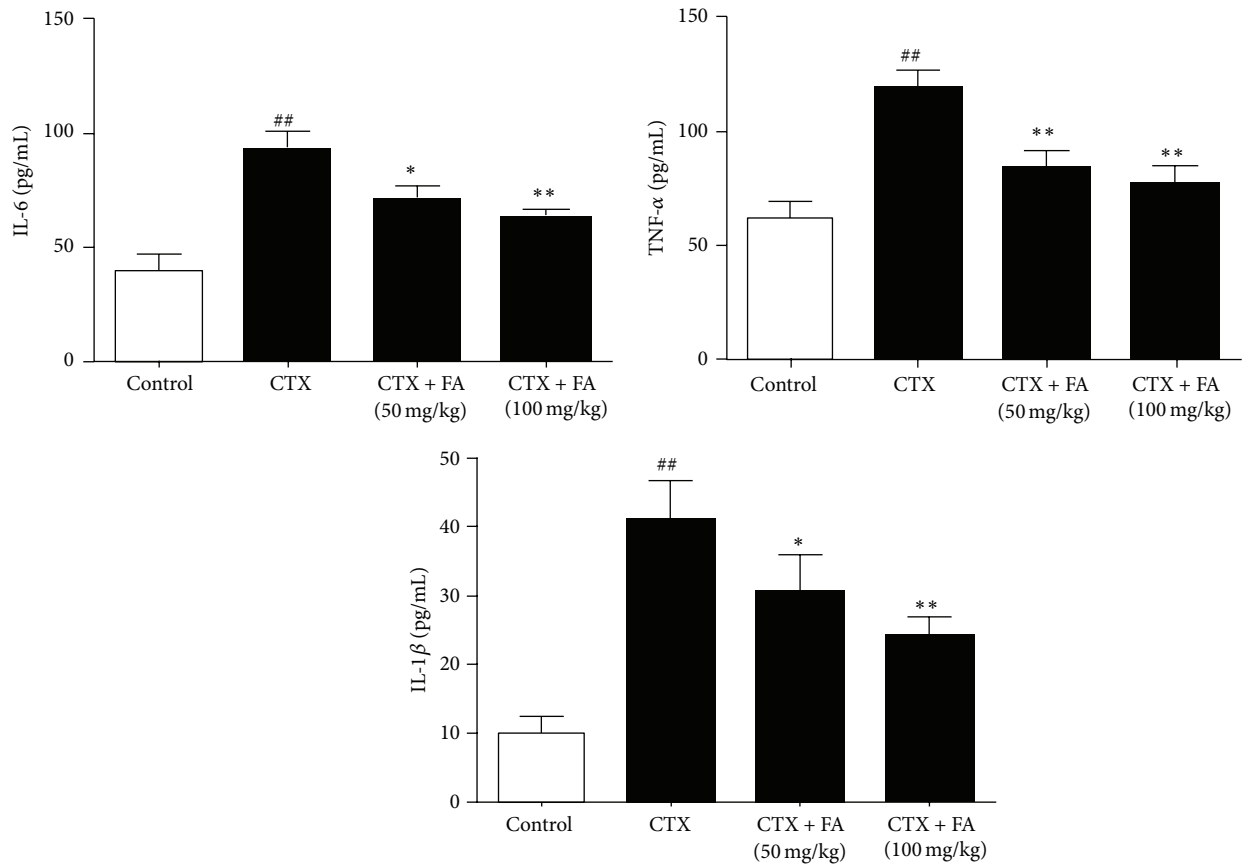 IL-6 (pg/mL)
150
100
50
0
##
*
**
Control
CTX
CTX + FA
(50 mg/kg)
CTX + FA
(100 mg/kg)
TNF-α (pg/mL)
150
100
50
0
##
**
**
Control
CTX
CTX + FA
(50 mg/kg)
CTX + FA
(100 mg/kg)
IL-1β (pg/mL)
50
40
30
20
10
0
##
*
**
Control
CTX
CTX + FA
(50 mg/kg)
CTX + FA
(100 mg/kg)